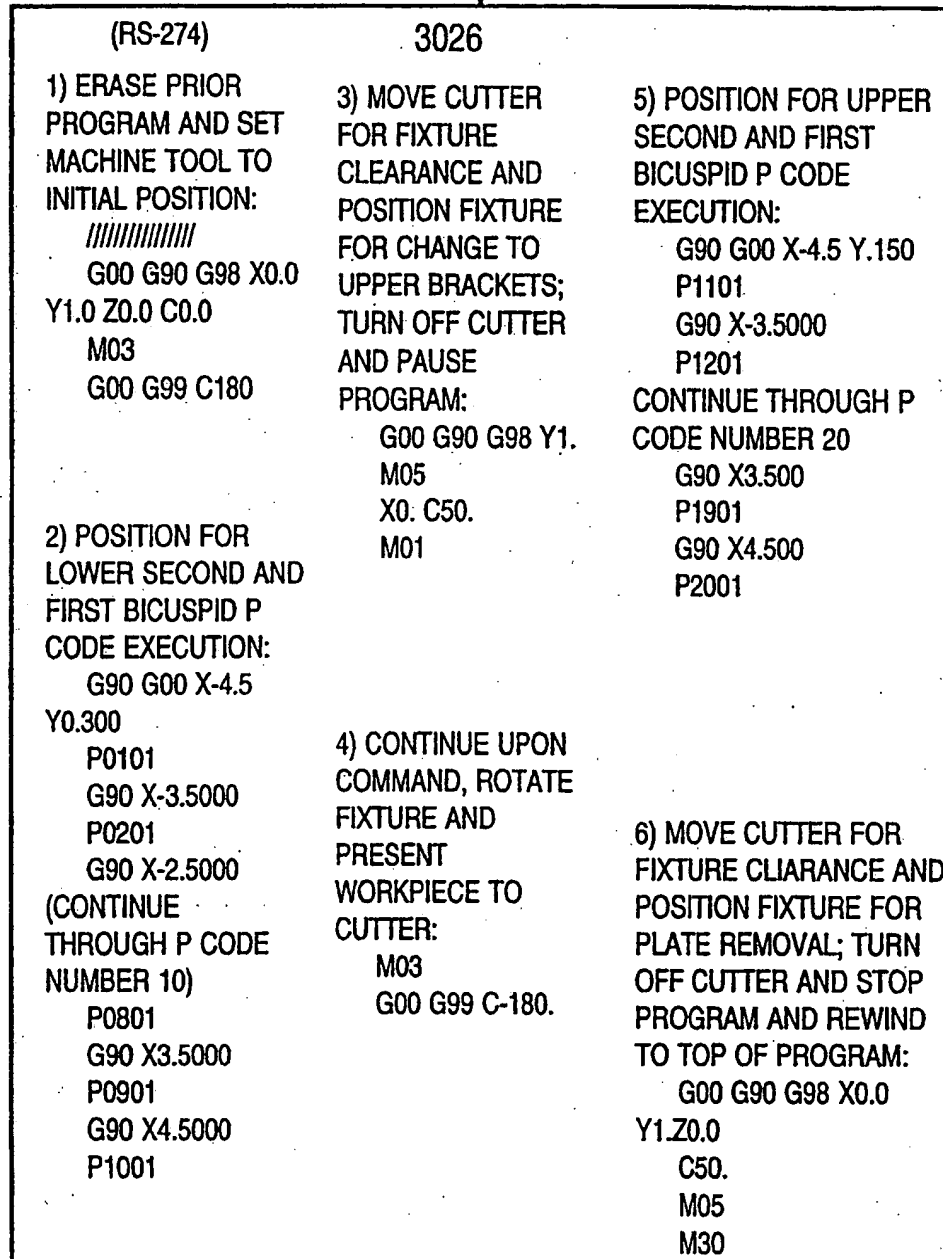 (RS-274)
3026
1) ERASE PRIOR
PROGRAM AND SET
MACHINE TOOL TO
INITIAL POSITION:
////////////////
G00 G90 G98 X0.0
Y1.0 Z0.0 C0.0
M03
G00 G99 C180
2) POSITION FOR
LOWER SECOND AND
FIRST BICUSPID P
CODE EXECUTION:
G90 G00 X-4.5
Y0.300
P0101
G90 X-3.5000
P0201
G90 X-2.5000
(CONTINUE
THROUGH P CODE
NUMBER 10)
P0801
G90 X3.5000
P0901
G90 X4.5000
P1001
3) MOVE CUTTER
FOR FIXTURE
CLEARANCE AND
POSITION FIXTURE
FOR CHANGE TO
UPPER BRACKETS;
TURN OFF CUTTER
AND PAUSE
PROGRAM:
G00 G90 G98 Y1.
M05
X0. C50.
M01
4) CONTINUE UPON
COMMAND, ROTATE
FIXTURE AND
PRESENT
WORKPIECE TO
CUTTER:
M03
G00 G99 C-180.
5) POSITION FOR UPPER
SECOND AND FIRST
BICUSPID P CODE
EXECUTION:
G90 G00 X-4.5 Y.150
P1101
G90 X-3.5000
P1201
CONTINUE THROUGH P
CODE NUMBER 20
G90 X3.500
P1901
G90 X4.500
P2001
6) MOVE CUTTER FOR
FIXTURE CLIARANCE AND
POSITION FIXTURE FOR
PLATE REMOVAL; TURN
OFF CUTTER AND STOP
PROGRAM AND REWIND
TO TOP OF PROGRAM:
G00 G90 G98 X0.0
Y1.Z0.0
C50.
M05
M30